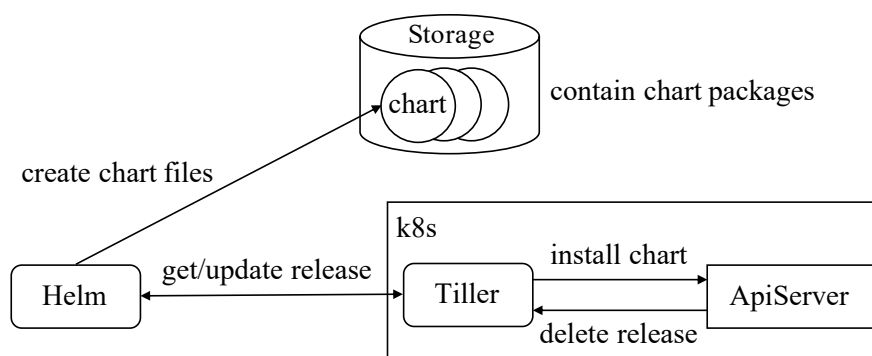 Storage
chart
contain chart packages
create chart files
k8s
get/update release
install chart
Helm
Tiller
ApiServer
delete release